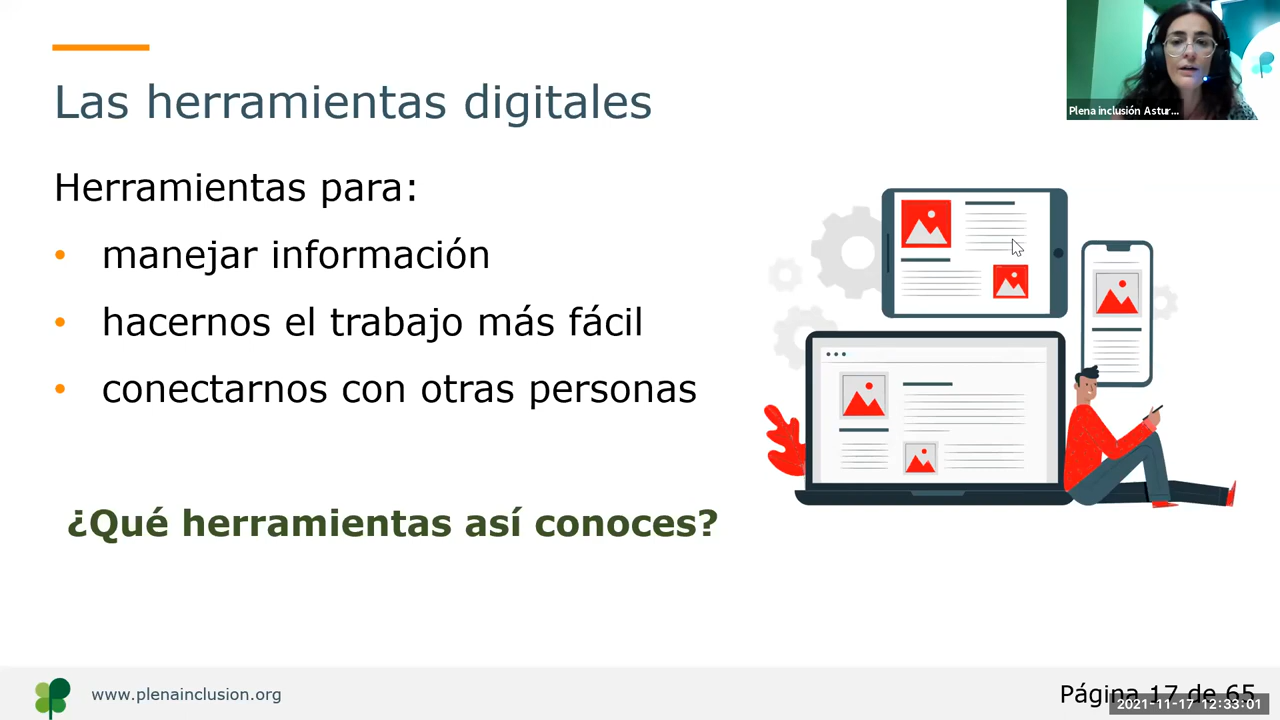 Plena inclusión Astur...
Las herramientas digitales
Herramientas para:
• manejar información
• hacernos el trabajo más fácil
• conectarnos con otras personas
¿Qué herramientas así conoces?
www.plenainclusion.org
Página 17 de 65
2021-11-17 12:33:01